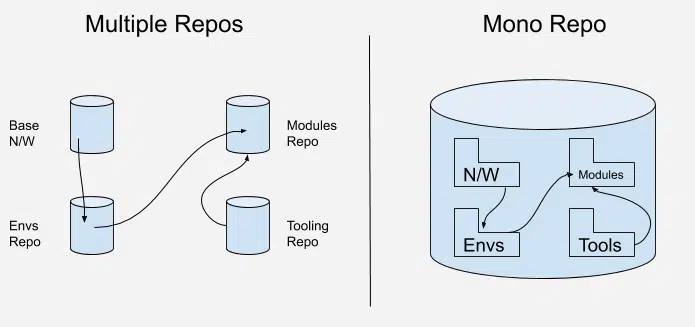 Multiple Repos
Base
N/W
Modules
Repo
Envs
Repo
Tooling
Repo
Mono Repo
N/W
Modules
Envs
Tools